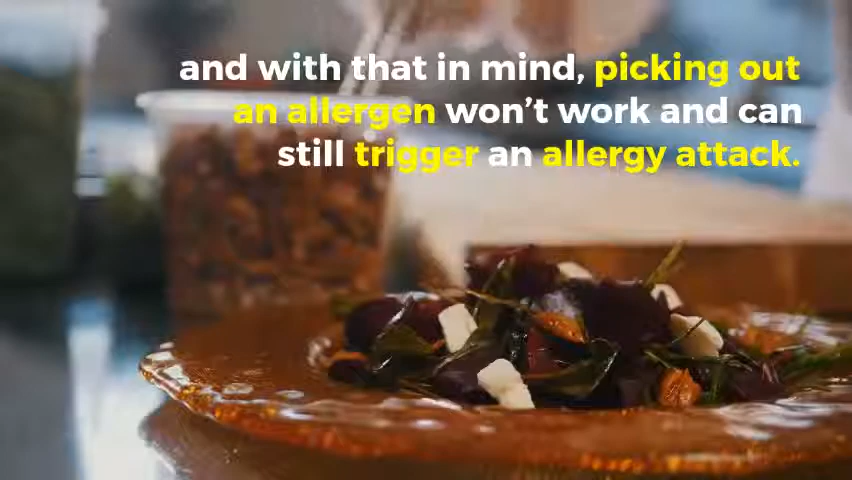 and with that in mind, picking out
an allergen won't work and can
still trigger an allergy attack.